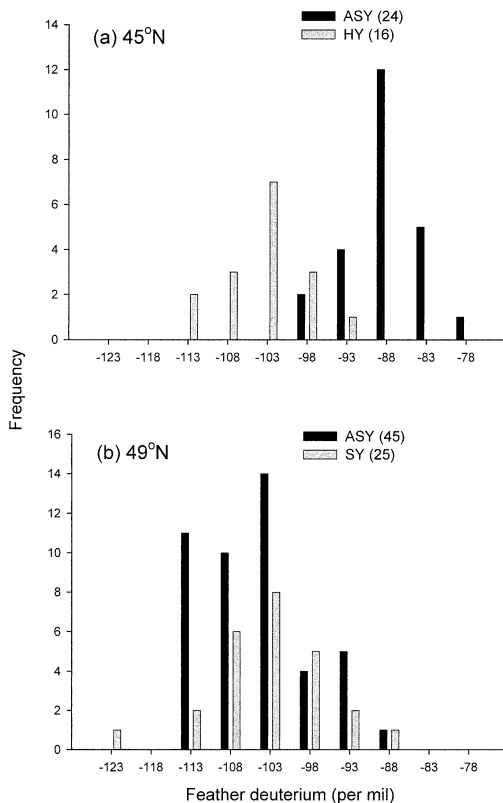 (a) 45°N
ASY (24)
HY (16)
14
12
10
8
6
4
2
0
-123 -118 -113 -108 -103 -98 -93 -88 -83 -78
Frequency
(b) 49°N
ASY (45)
SY (25)
16
14
12
10
8
6
4
2
0
-123 -118 -113 -108 -103 -98 -93 -88 -83 -78
Feather deuterium (per mil)